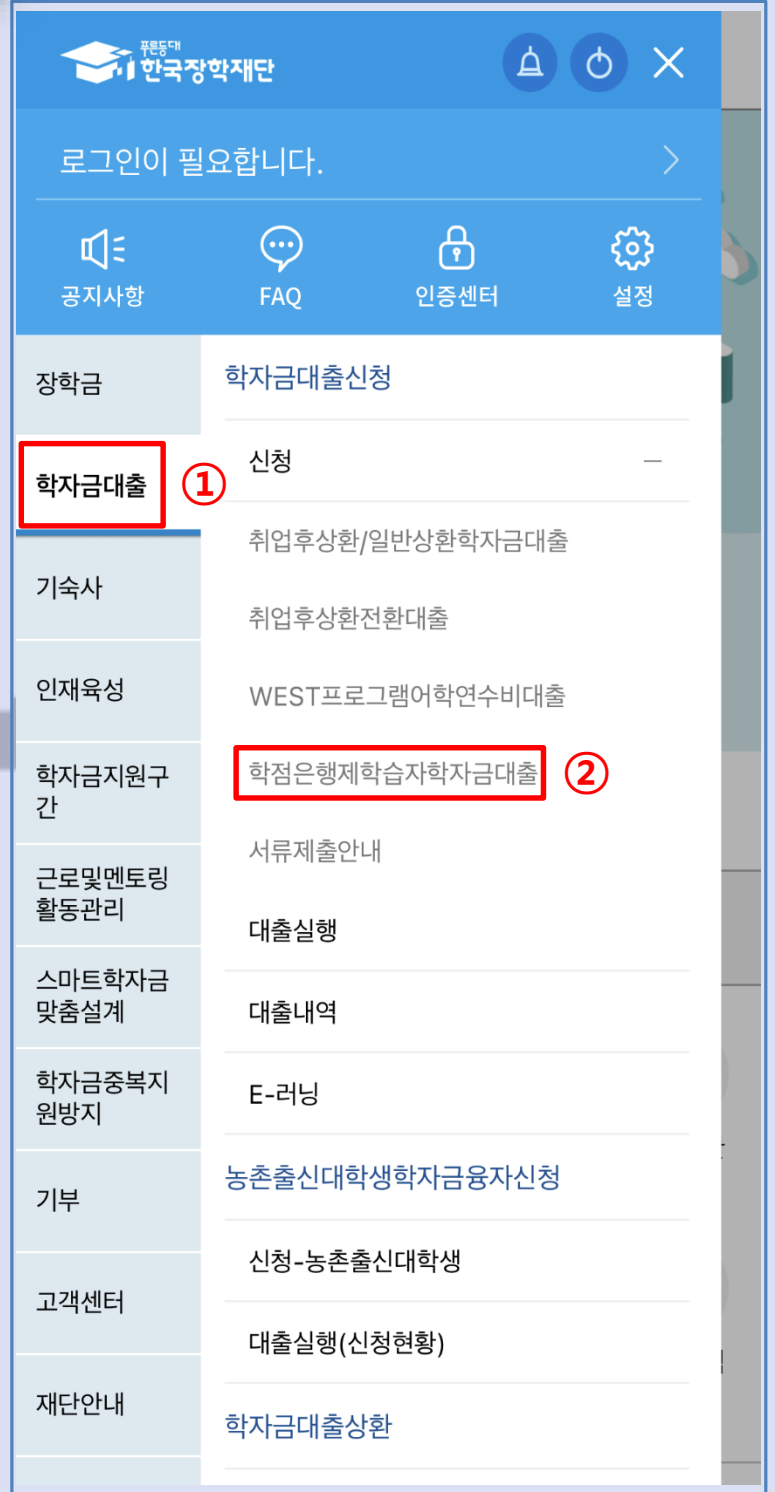 푸른등대
한국장학재단
로그인이 필요합니다.
공지사항
FAQ
인증센터
설정
장학금
학자금대출
①
기숙사
인재육성
학자금지원구
간
근로및멘토링
활동관리
스마트학자금
맞춤설계
학자금중복지
원방지
기부
고객센터
재단안내
학자금대출신청
신청
취업후상환/일반상환학자금대출
취업후상환전환대출
WEST프로그램어학연수비대출
학점은행제학습자학자금대출
②
서류제출안내
대출실행
대출내역
E-러닝
농촌출신대학생학자금융자신청
신청-농촌출신대학생
대출실행(신청현황)
학자금대출상환